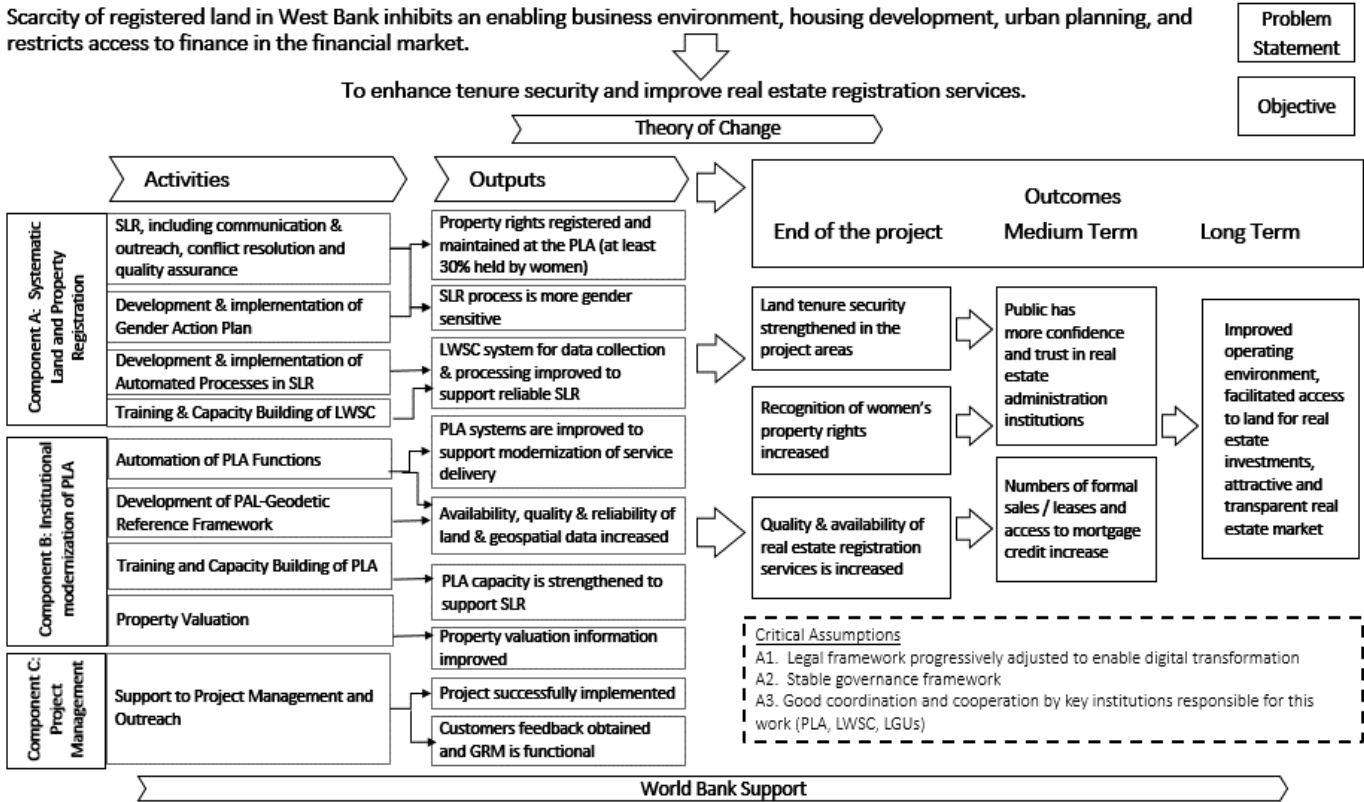 Scarcity of registered land in West Bank inhibits an enabling business environment, housing development, urban planning, and
restricts access to finance in the financial market.
Problem
Statement
To enhance tenure security and improve real estate registration services.
Objective
Theory of Change
Activities
Outputs
Outcomes
End of the project
Medium Term
Long Term
Component A: Systematic
Land and Property
Registration
SLR, including communication &
outreach, conflict resolution and
quality assurance
Development & implementation of
Gender Action Plan
Development & implementation of
Automated Processes in SLR
Training & Capacity Building of LWSC
Component B: Institutional
modernization of PLA
Automation of PLA Functions
Development of PAL-Geodetic
Reference Framework
Training and Capacity Building of PLA
Property Valuation
Component C:
Project
Management
Support to Project Management and
Outreach
Property rights registered and
maintained at the PLA (at least
30% held by women)
SLR process is more gender
sensitive
LWSC system for data collection
& processing improved to
support reliable SLR
PLA systems are improved to
support modernization of service
delivery
Availability, quality & reliability of
land & geospatial data increased
PLA capacity is strengthened to
support SLR
Property valuation information
improved
Project successfully implemented
Customers feedback obtained
and GRM is functional
Land tenure security
strengthened in the
project areas
Recognition of women's
property rights
increased
Quality & availability of
real estate registration
services is increased
Public has
more confidence
and trust in real
estate
administration
institutions
Numbers of formal
sales / leases and
access to mortgage
credit increase
Improved
operating
environment,
facilitated access
to land for real
estate
investments,
attractive and
transparent real
estate market
Critical Assumptions
A1. Legal framework progressively adjusted to enable digital transformation
A2. Stable governance framework
A3. Good coordination and cooperation by key institutions responsible for this
work (PLA, LWSC, LGUs)
World Bank Support